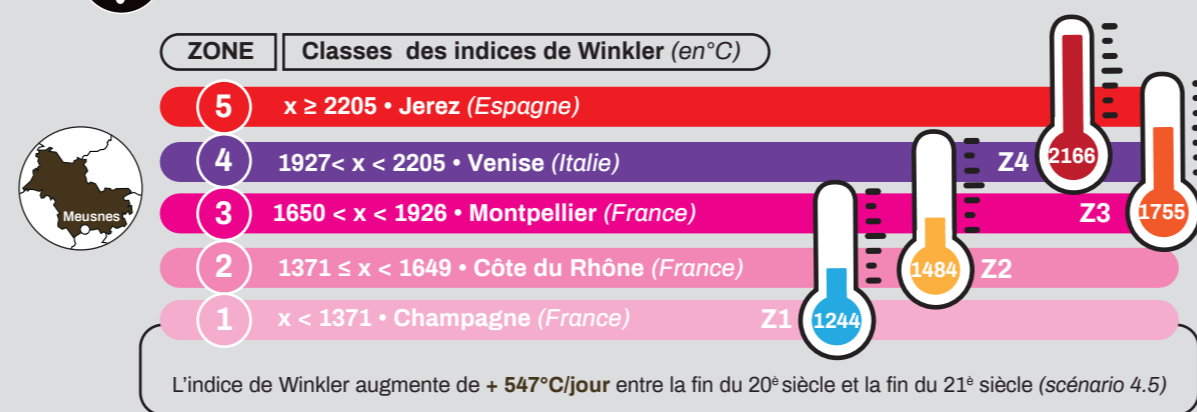 ZONE Classes des indices de Winkler (en°C)
5 x ≥ 2205 • Jerez (Espagne)
4 1927< x < 2205 • Venise (Italie) Z4 2166
Meusnes
3 1650 < x < 1926 • Montpellier (France) Z3 1755
2 1371 ≤ x < 1649 • Côte du Rhône (France) 1484 Z2
1 x < 1371 • Champagne (France) Z1 1244
L'indice de Winkler augmente de + 547°C/jour entre la fin du 20è siècle et la fin du 21è siècle (scénario 4.5)